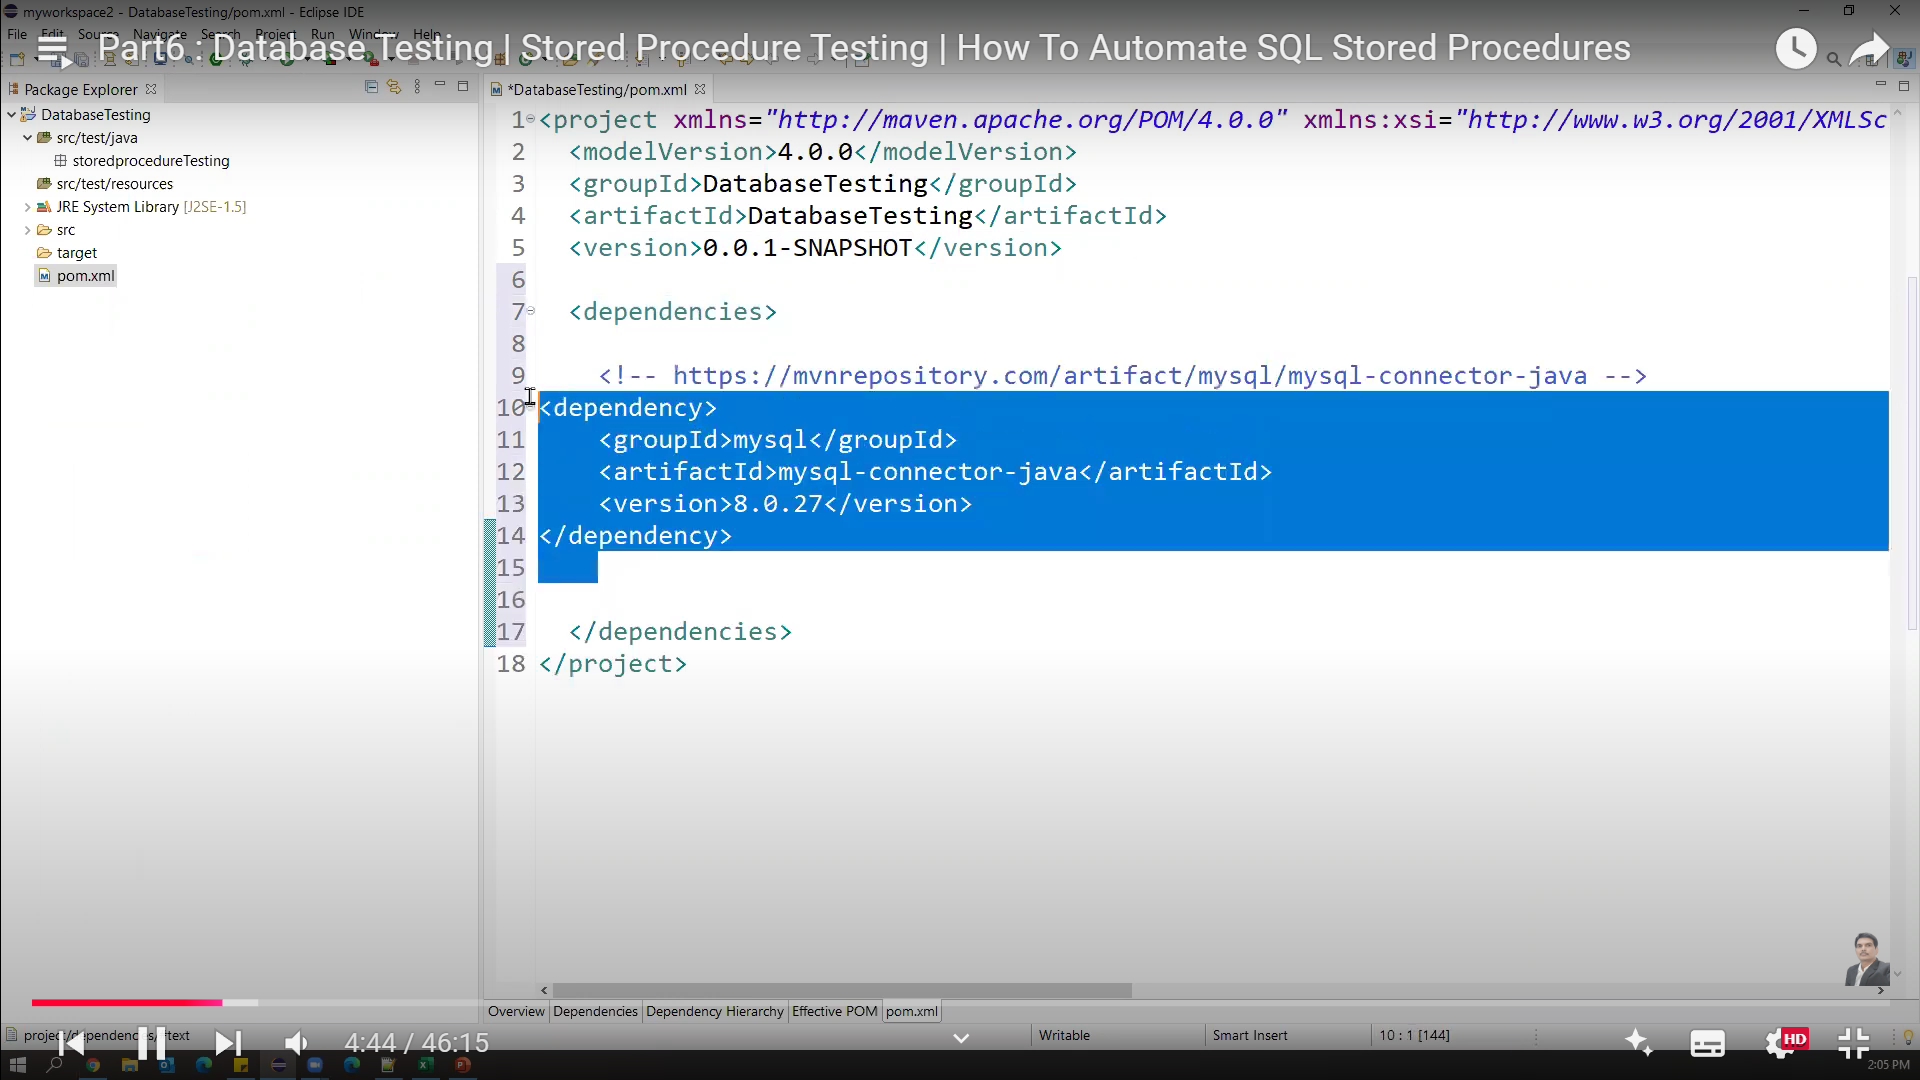 myworkspace2 - DatabaseTesting/pom.xml - Eclipse IDE
File Edit Source Navigate Search Project Run Window Help
Part6 : Database Testing | Stored Procedure Testing | How To Automate SQL Stored Procedures
Package Explorer
*DatabaseTesting/pom.xml
DatabaseTesting
src/test/java
storedprocedureTesting
src/test/resources
JRE System Library [J2SE-1.5]
src
target
pom.xml
1 <project xmlns="http://maven.apache.org/POM/4.0.0" xmlns:xsi="http://www.w3.org/2001/XMLSc
2 <modelVersion>4.0.0</modelVersion>
3 <groupId>DatabaseTesting</groupId>
4 <artifactId>DatabaseTesting</artifactId>
5 <version>0.0.1-SNAPSHOT</version>
6
7 <dependencies>
8
9 <!-- https://mvnrepository.com/artifact/mysql/mysql-connector-java -->
10 <dependency>
11 <groupId>mysql</groupId>
12 <artifactId>mysql-connector-java</artifactId>
13 <version>8.0.27</version>
14 </dependency>
15
16
17 </dependencies>
18 </project>
Overview Dependencies Dependency Hierarchy Effective POM pom.xml
project/dependencies/#text
Writable
Smart Insert
10 : 1 [144]
4:44 / 46:15
HD
2:05 PM